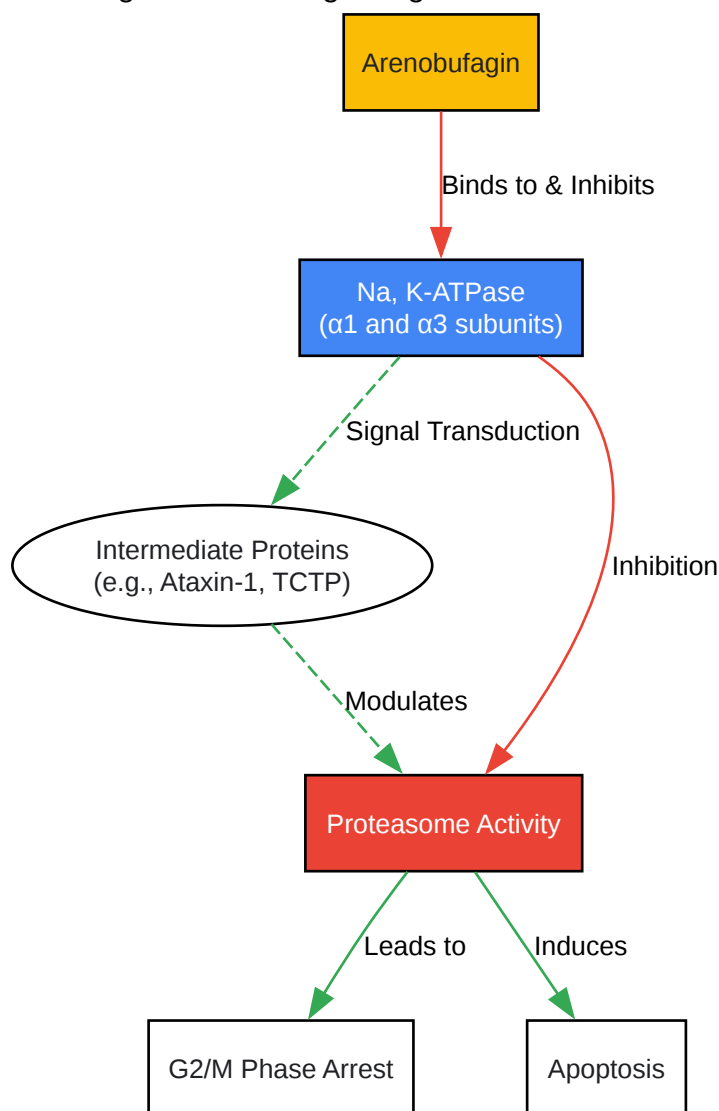 Arenobufagin
Binds to & Inhibits
Na, K-ATPase
(α1 and α3 subunits)
Signal Transduction
Intermediate Proteins
(e.g., Ataxin-1, TCTP)
Inhibition
Modulates
Proteasome Activity
Leads to
Induces
G2/M Phase Arrest
Apoptosis